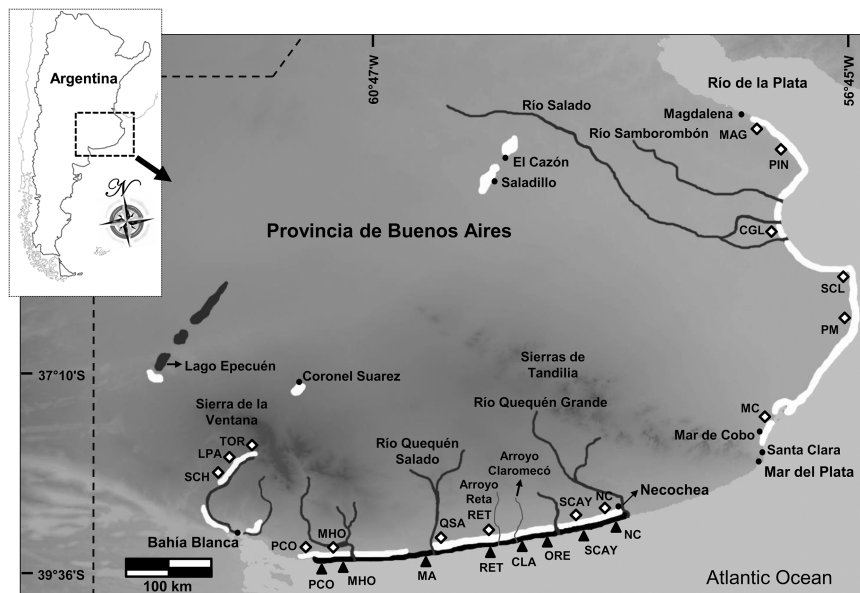 Argentina
N
60°47'W
56°45'W
Río de la Plata
Río Salado
Magdalena
MAG
Río Samborombón
PIN
El Cazón
Saladillo
Provincia de Buenos Aires
CGL
SCL
PM
Lago Epecuén
37°10'S
Coronel Suarez
Sierras de
Tandilia
Sierra de la
Ventana
Río Quequén Grande
MC
Mar de Cobo
Santa Clara
Mar del Plata
TOR
LPA
SCH
Río Quequén
Salado
Arroyo
Claromecó
Arroyo
Reta
RET
SCAY
NC
Necochea
QSA
Bahía Blanca
PCO
MHO
NC
SCAY
ORE
CLA
RET
MA
MHO
PCO
39°36'S
100 km
Atlantic Ocean